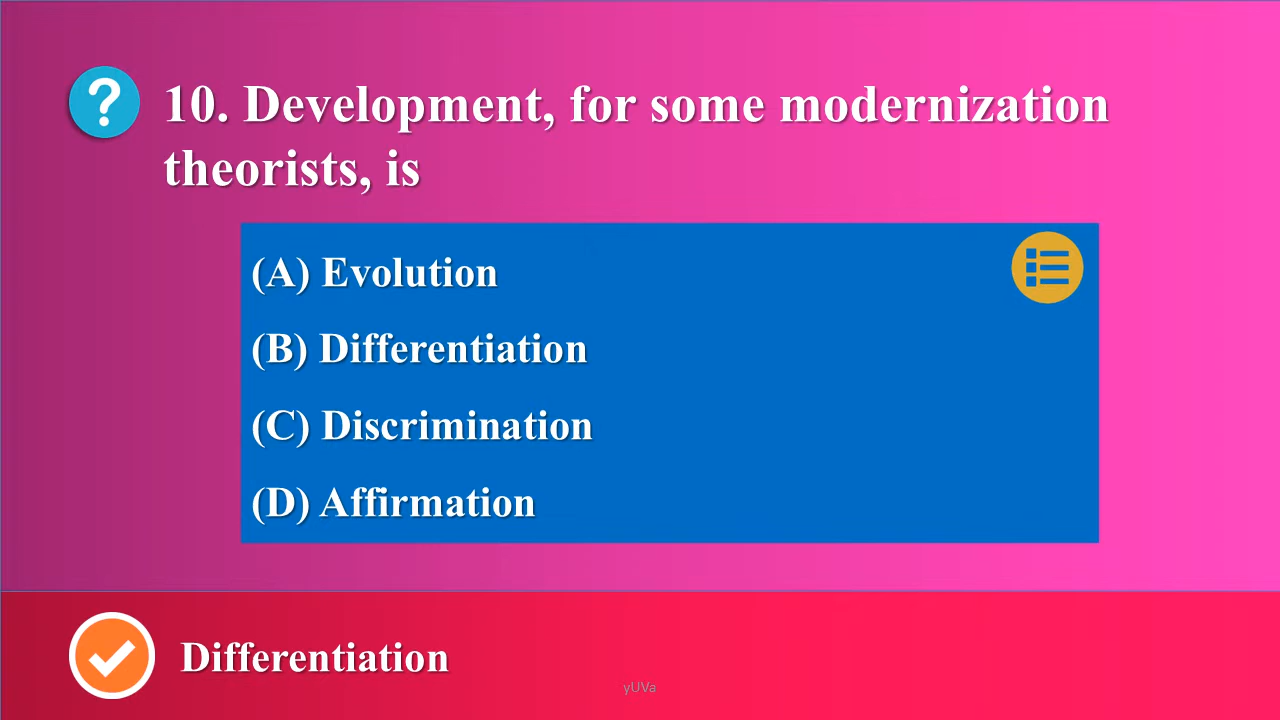 10. Development, for some modernization
theorists, is
(A) Evolution
(B) Differentiation
(C) Discrimination
(D) Affirmation
Differentiation
yUVa